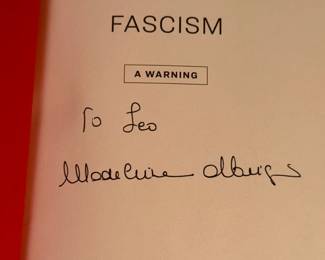 FASCISM
A WARNING
To Leo
Madeleine Albright